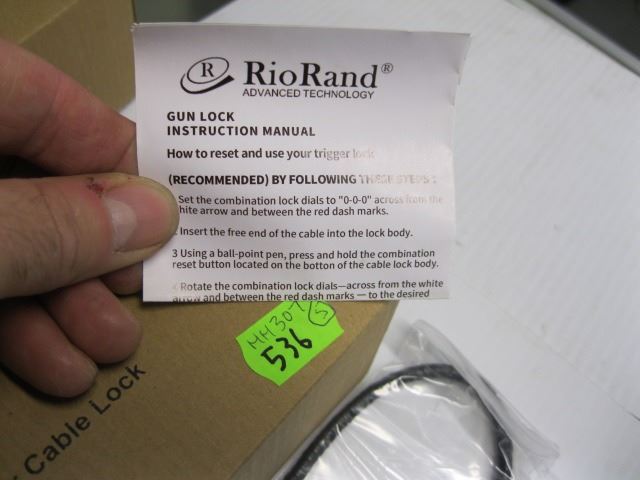 R RioRand®
ADVANCED TECHNOLOGY
GUN LOCK
INSTRUCTION MANUAL
How to reset and use your trigger lock
(RECOMMENDED) BY FOLLOWING THESE STEPS :
Set the combination lock dials to "0-0-0" across from the
hite arrow and between the red dash marks.
Insert the free end of the cable into the lock body.
3 Using a ball-point pen, press and hold the combination
reset button located on the botton of the cable lock body.
4 Rotate the combination lock dials—across from the white
arrow and between the red dash marks — to the desired
HH307 S
536
Cable Lock